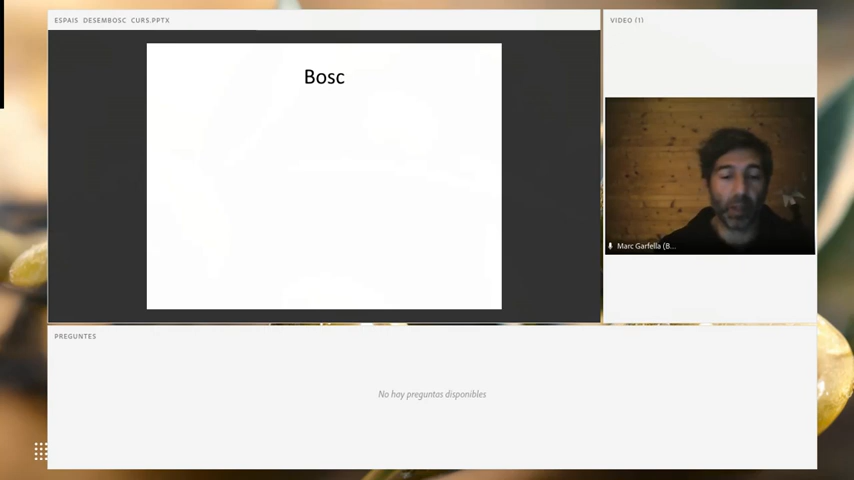 ESPAIS DESEMBOSC CURS.PPTX
VIDEO (1)
Bosc
Marc Garfella (B...
PREGUNTES
No hay preguntas disponibles